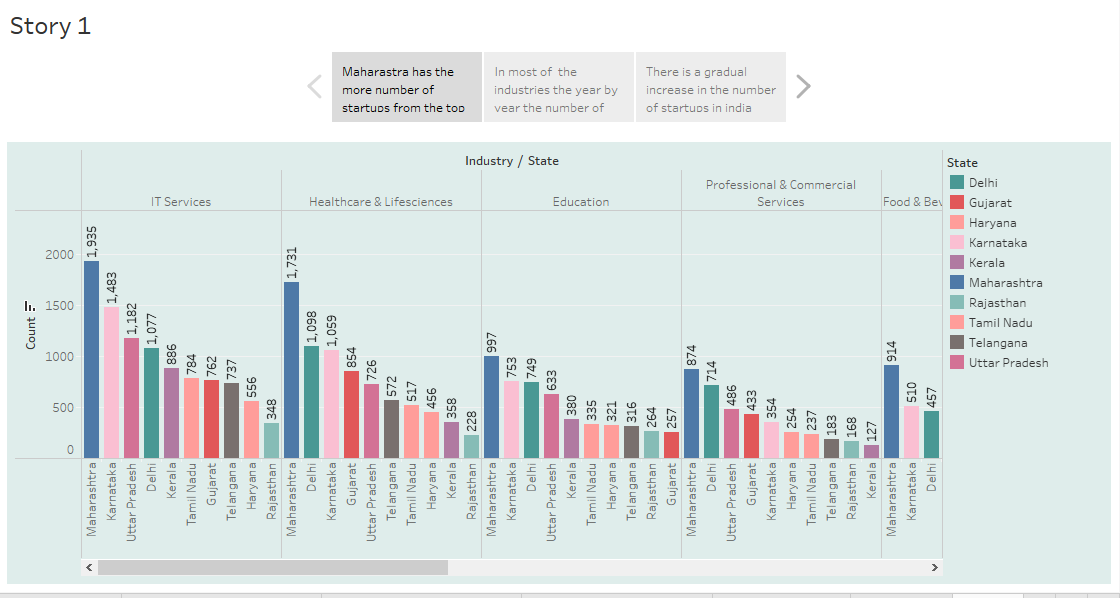 Story 1
Maharastra has the
more number of
startups from the top
In most of the
industries the year by
year the number of
There is a gradual
increase in the number
of startups in india
Industry / State
IT Services
Healthcare & Lifesciences
Education
Professional & Commercial
Services
Food & Bev
Count
2000
1500
1000
500
0
1,935
1,483
1,182
1,077
886
784
762
737
556
348
1,731
1,098
1,059
854
726
572
517
456
358
228
997
753
749
633
380
335
321
316
264
257
874
714
486
433
354
254
237
183
168
127
914
510
457
Maharashtra
Karnataka
Uttar Pradesh
Delhi
Kerala
Tamil Nadu
Gujarat
Telangana
Haryana
Rajasthan
Maharashtra
Delhi
Karnataka
Gujarat
Uttar Pradesh
Telangana
Tamil Nadu
Haryana
Kerala
Rajasthan
Maharashtra
Karnataka
Delhi
Uttar Pradesh
Kerala
Tamil Nadu
Haryana
Telangana
Rajasthan
Gujarat
Maharashtra
Delhi
Uttar Pradesh
Gujarat
Karnataka
Haryana
Tamil Nadu
Telangana
Rajasthan
Kerala
Maharashtra
Karnataka
Delhi
State
Delhi
Gujarat
Haryana
Karnataka
Kerala
Maharashtra
Rajasthan
Tamil Nadu
Telangana
Uttar Pradesh